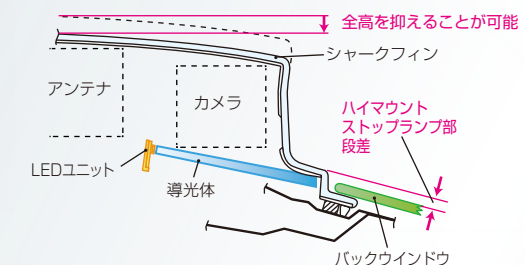 全高を抑えることが可能
シャークフィン
アンテナ
カメラ
ハイマウント
ストップランプ部
段差
LEDユニット
導光体
バックウインドウ